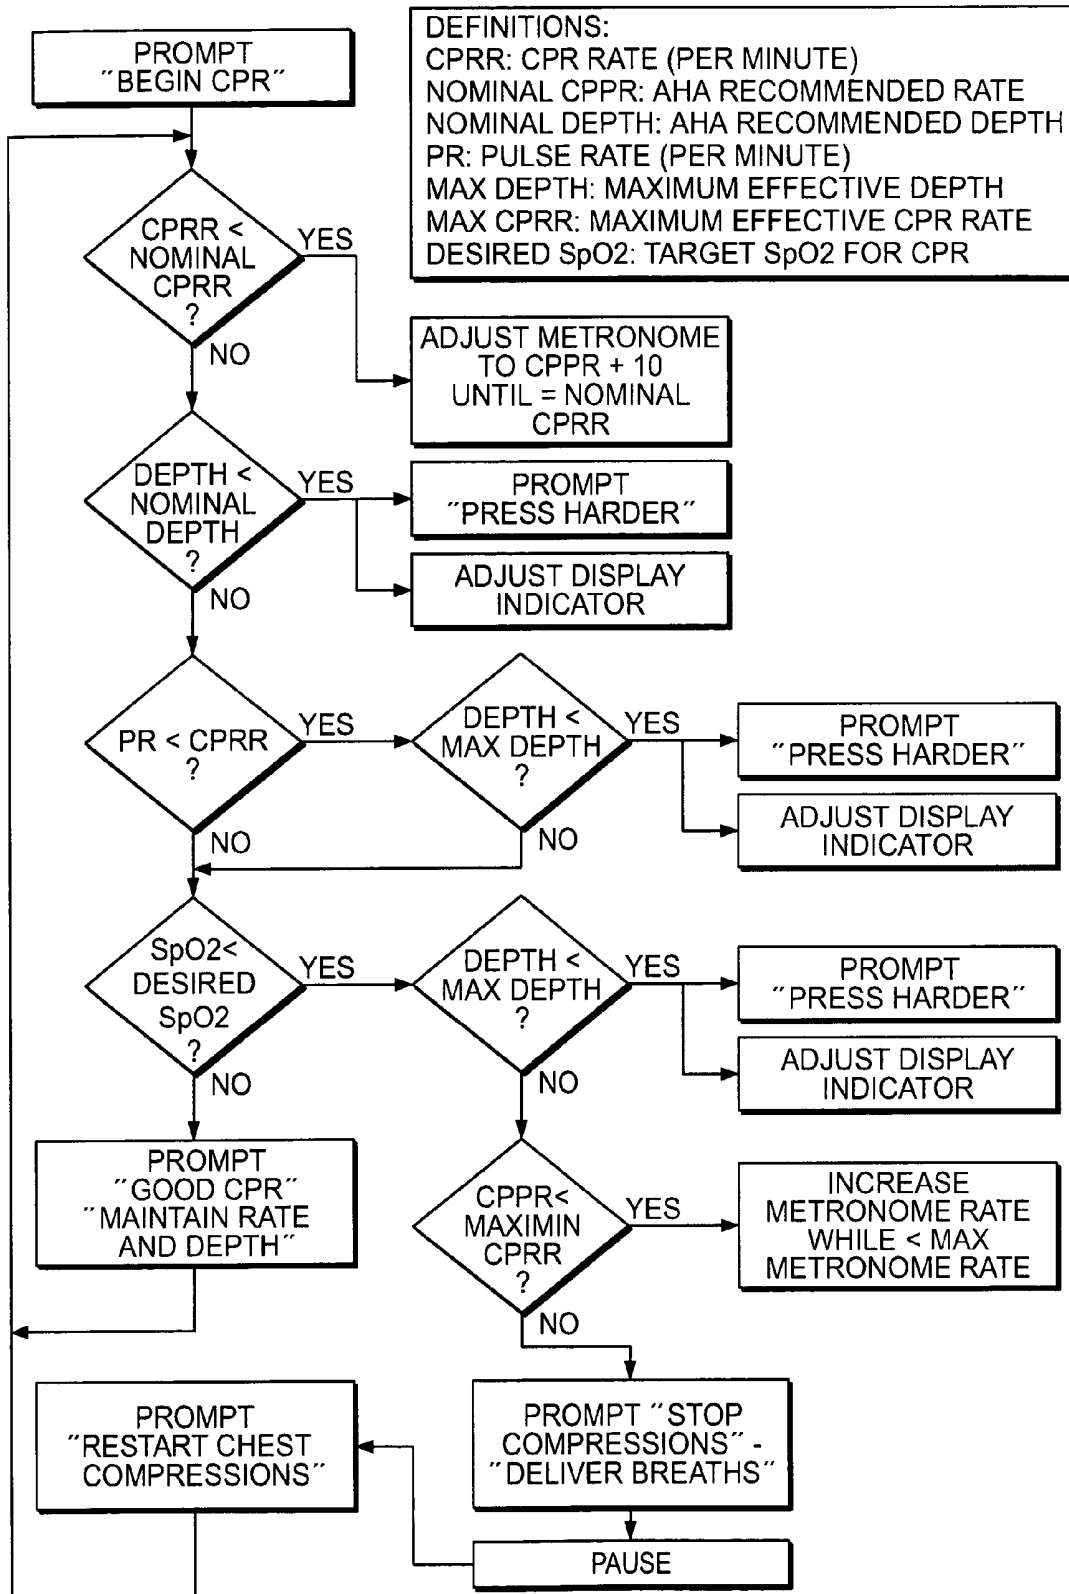 PROMPT
"BEGIN CPR"
DEFINITIONS:
CPRR: CPR RATE (PER MINUTE)
NOMINAL CPPR: AHA RECOMMENDED RATE
NOMINAL DEPTH: AHA RECOMMENDED DEPTH
PR: PULSE RATE (PER MINUTE)
MAX DEPTH: MAXIMUM EFFECTIVE DEPTH
MAX CPRR: MAXIMUM EFFECTIVE CPR RATE
DESIRED SpO2: TARGET SpO2 FOR CPR
CPRR <
NOMINAL
CPRR
?
YES
NO
ADJUST METRONOME
TO CPPR + 10
UNTIL = NOMINAL
CPRR
DEPTH <
NOMINAL
DEPTH
?
YES
NO
PROMPT
"PRESS HARDER"
ADJUST DISPLAY
INDICATOR
PR < CPRR
?
YES
NO
DEPTH <
MAX DEPTH
?
YES
NO
PROMPT
"PRESS HARDER"
ADJUST DISPLAY
INDICATOR
SpO2<
DESIRED
SpO2
?
YES
NO
DEPTH <
MAX DEPTH
?
YES
NO
PROMPT
"PRESS HARDER"
ADJUST DISPLAY
INDICATOR
PROMPT
"GOOD CPR"
"MAINTAIN RATE
AND DEPTH"
CPPR<
MAXIMIN
CPRR
?
YES
NO
INCREASE
METRONOME RATE
WHILE < MAX
METRONOME RATE
PROMPT
"RESTART CHEST
COMPRESSIONS"
PROMPT "STOP
COMPRESSIONS" -
"DELIVER BREATHS"
PAUSE